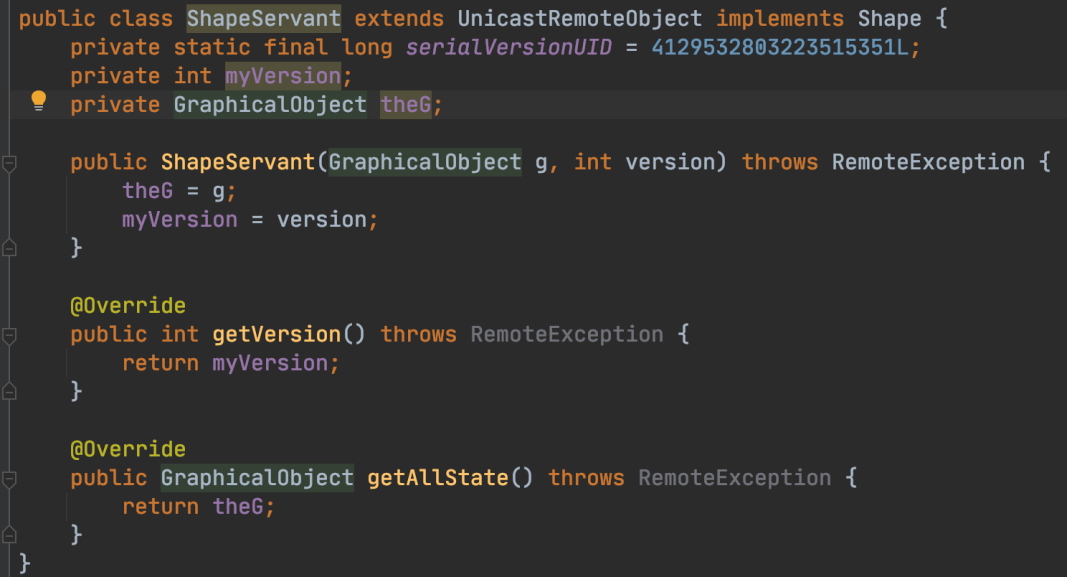 public class ShapeServant extends UnicastRemoteObject implements Shape {
    private static final long serialVersionUID = 4129532803223515351L;
    private int myVersion;
    private GraphicalObject theG;

    public ShapeServant(GraphicalObject g, int version) throws RemoteException {
        theG = g;
        myVersion = version;
    }

    @Override
    public int getVersion() throws RemoteException {
        return myVersion;
    }

    @Override
    public GraphicalObject getAllState() throws RemoteException {
        return theG;
    }
}